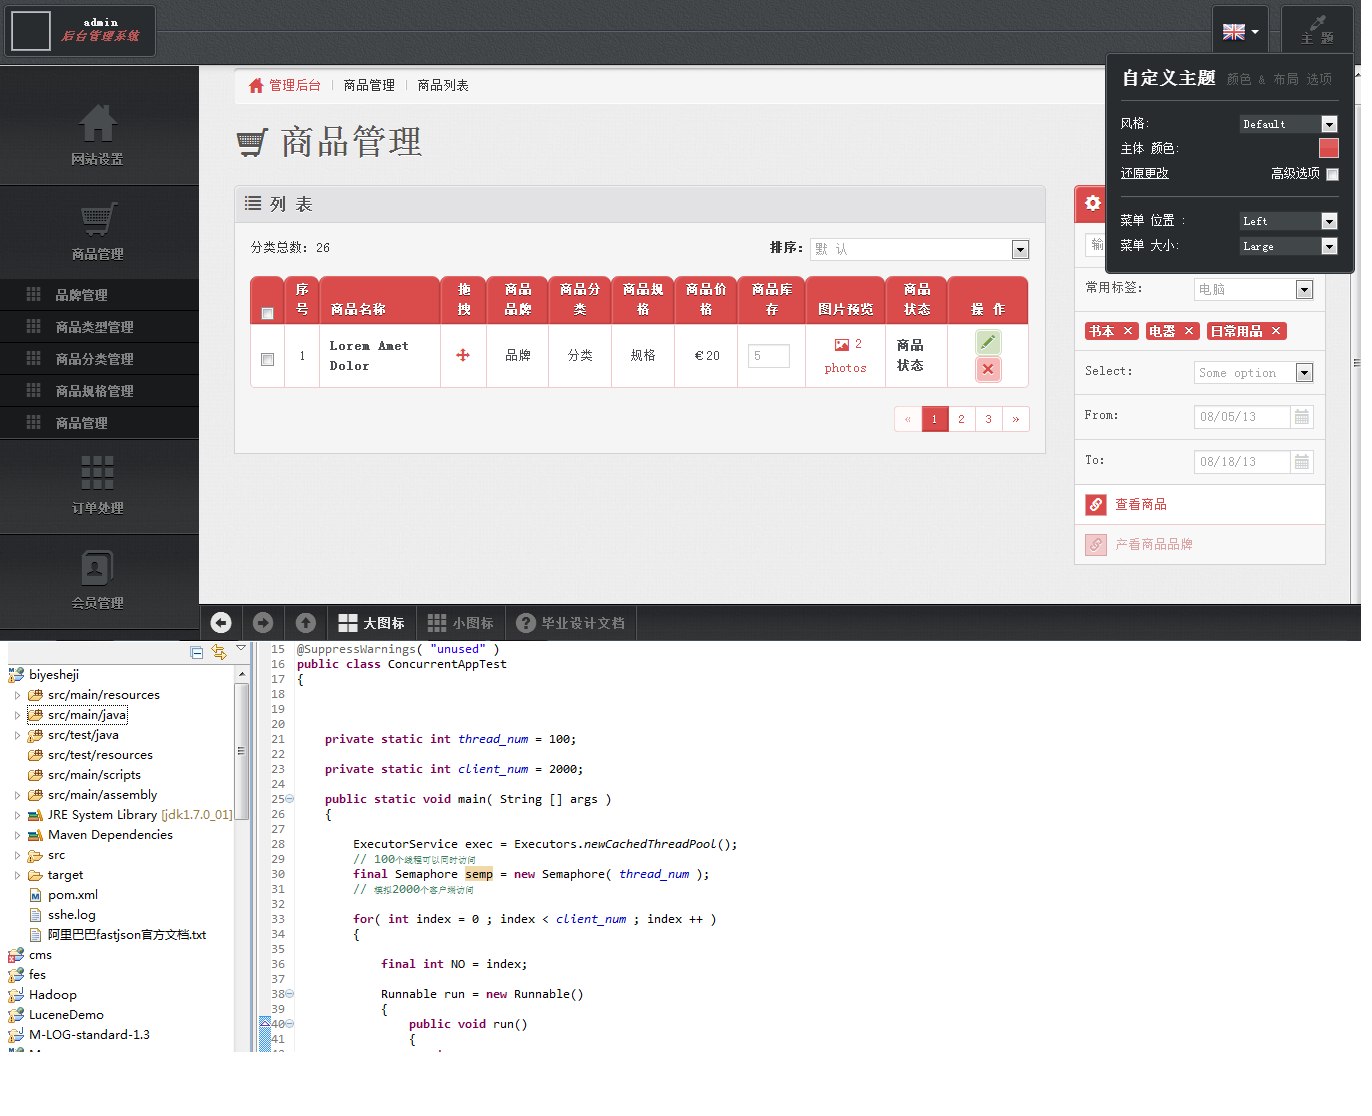 admin
后台管理系统
主 题
网站设置
商品管理
品牌管理
商品类型管理
商品分类管理
商品规格管理
商品管理
订单处理
会员管理
管理后台 商品管理 商品列表
商品管理
列 表
分类总数: 26 排序: 默 认
序号 商品名称 拖拽 商品品牌 商品分类 商品规格 商品价格 商品库存 图片预览 商品状态 操 作
1 Lorem Amet Dolor 品牌 分类 规格 €20 5 2 photos 商品状态
« 1 2 3 »
自定义主题 颜色 & 布局 选项
风格: Default
主体 颜色:
还原更改 高级选项
菜单 位置 : Left
菜单 大小: Large
输
常用标签: 电脑
书本 × 电器 × 日常用品 ×
Select: Some option
From: 08/05/13
To: 08/18/13
查看商品
产看商品品牌
大图标 小图标 毕业设计文档
biyesheji
src/main/resources
src/main/java
src/test/java
src/test/resources
src/main/scripts
src/main/assembly
JRE System Library [jdk1.7.0_01]
Maven Dependencies
src
target
pom.xml
sshe.log
阿里巴巴fastjson官方文档.txt
cms
fes
Hadoop
LuceneDemo
M-LOG-standard-1.3
15 @SuppressWarnings( "unused" )
16 public class ConcurrentAppTest
17 {
18
19
20
21 private static int thread_num = 100;
22
23 private static int client_num = 2000;
24
25 public static void main( String [] args )
26 {
27
28 ExecutorService exec = Executors.newCachedThreadPool();
29 // 100个线程可以同时访问
30 final Semaphore semp = new Semaphore( thread_num );
31 // 模拟2000个客户端访问
32
33 for( int index = 0 ; index < client_num ; index ++ )
34 {
35
36 final int NO = index;
37
38 Runnable run = new Runnable()
39 {
40 public void run()
41 {